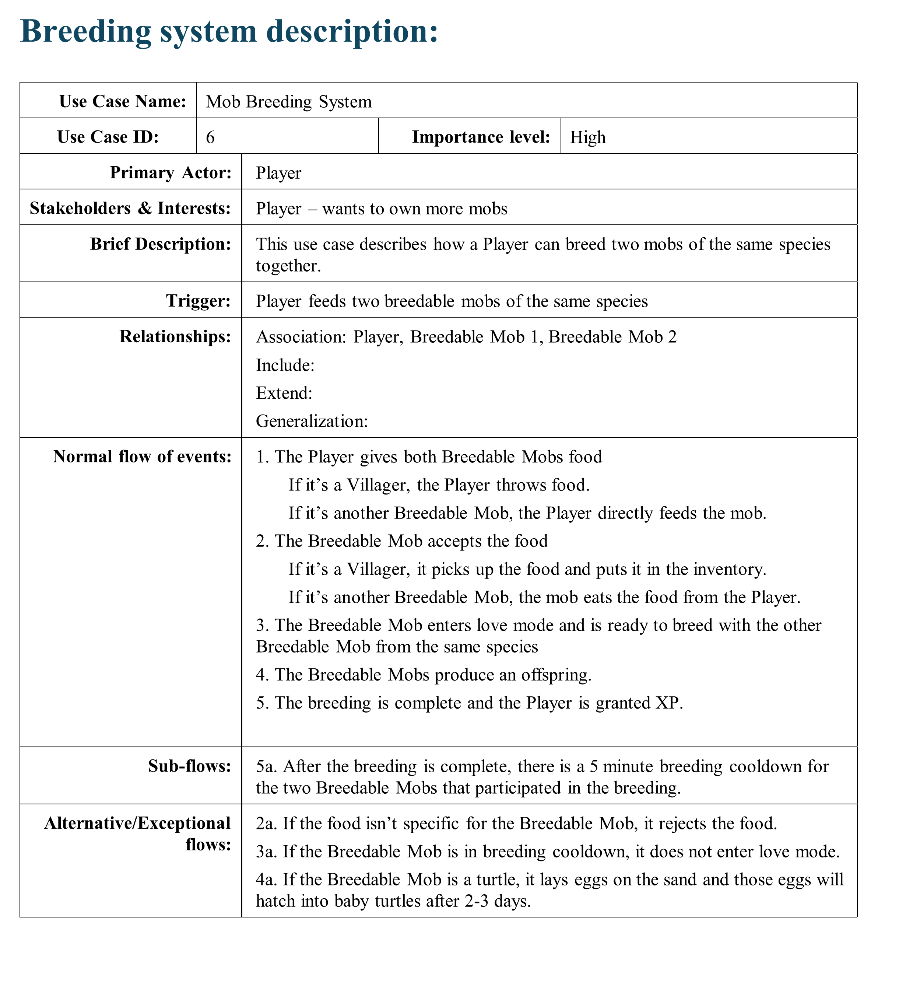 Breeding system description:
Use Case Name: Mob Breeding System
Use Case ID: 6 Importance level: High
Primary Actor: Player
Stakeholders & Interests: Player – wants to own more mobs
Brief Description: This use case describes how a Player can breed two mobs of the same species
together.
Trigger: Player feeds two breedable mobs of the same species
Relationships: Association: Player, Breedable Mob 1, Breedable Mob 2
Include:
Extend:
Generalization:
Normal flow of events: 1. The Player gives both Breedable Mobs food
If it’s a Villager, the Player throws food.
If it’s another Breedable Mob, the Player directly feeds the mob.
2. The Breedable Mob accepts the food
If it’s a Villager, it picks up the food and puts it in the inventory.
If it’s another Breedable Mob, the mob eats the food from the Player.
3. The Breedable Mob enters love mode and is ready to breed with the other
Breedable Mob from the same species
4. The Breedable Mobs produce an offspring.
5. The breeding is complete and the Player is granted XP.
Sub-flows: 5a. After the breeding is complete, there is a 5 minute breeding cooldown for
the two Breedable Mobs that participated in the breeding.
Alternative/Exceptional
flows:
2a. If the food isn’t specific for the Breedable Mob, it rejects the food.
3a. If the Breedable Mob is in breeding cooldown, it does not enter love mode.
4a. If the Breedable Mob is a turtle, it lays eggs on the sand and those eggs will
hatch into baby turtles after 2-3 days.